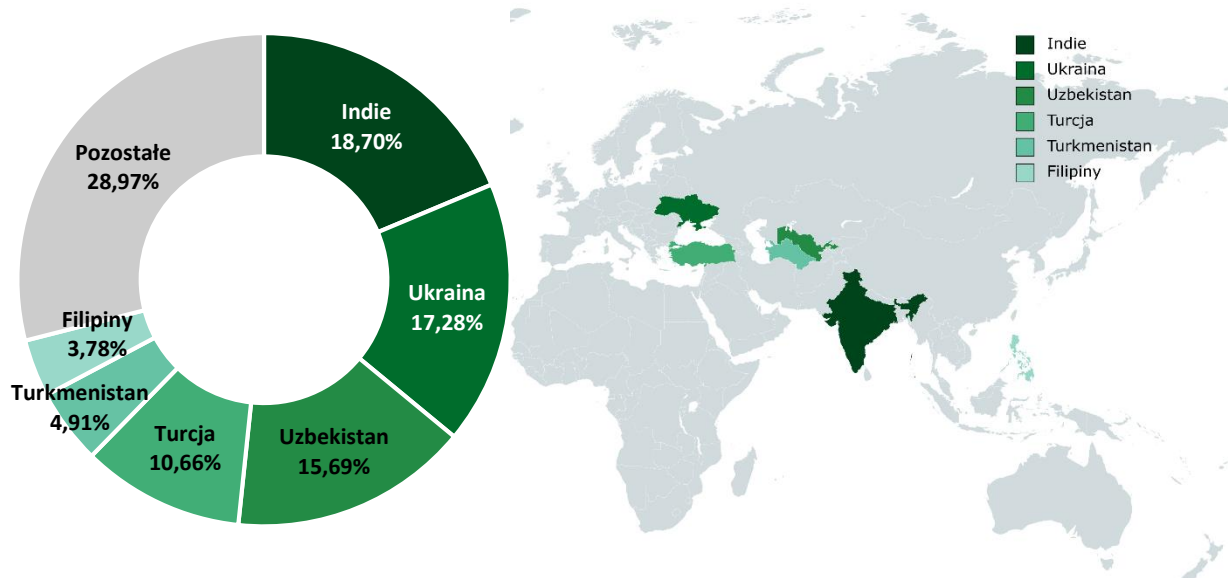 Indie
18,70%
Ukraina
17,28%
Uzbekistan
15,69%
Turcja
10,66%
Turkmenistan
4,91%
Filipiny
3,78%
Pozostałe
28,97%
Indie
Ukraina
Uzbekistan
Turcja
Turkmenistan
Filipiny